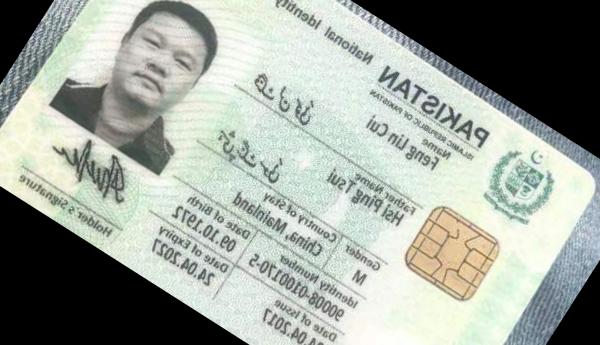 PAKISTAN National Identity
ISLAMIC REPUBLIC OF PAKISTAN
Name
Feng Lin Cui
Father Name
Hsi Ping Tsui
Gender Country of Stay
M China, Mainland
Identity Number Date of Birth
90008-0100170-5 09.10.1972
Date of Issue Date of Expiry
4.04.2017 24.04.2027
Holder's Signature